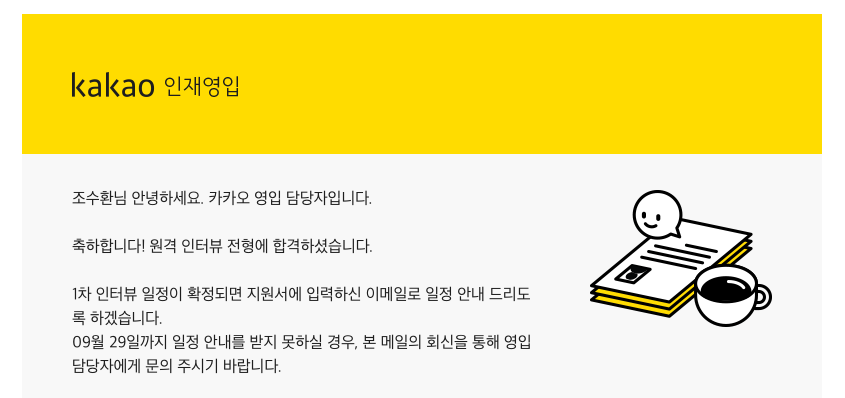 kakao 인재영입
조수환님 안녕하세요. 카카오 영입 담당자입니다.
축하합니다! 원격 인터뷰 전형에 합격하셨습니다.
1차 인터뷰 일정이 확정되면 지원서에 입력하신 이메일로 일정 안내 드리도
록 하겠습니다.
09월 29일까지 일정 안내를 받지 못하실 경우, 본 메일의 회신을 통해 영입
담당자에게 문의 주시기 바랍니다.